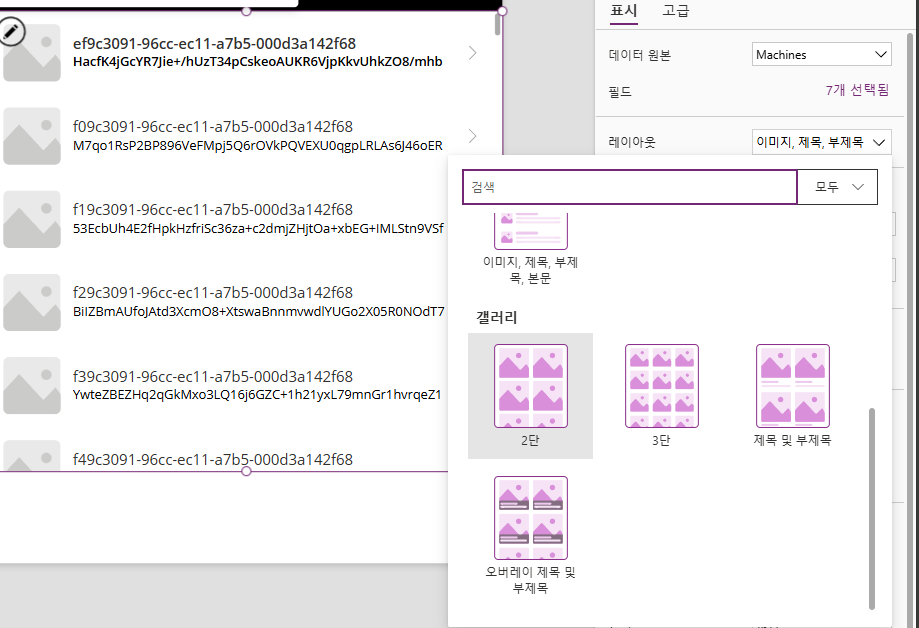 표시
고급
ef9c3091-96cc-ec11-a7b5-000d3a142f68
HacfK4jGcYR7Jie+/hUzT34pCskeoAUKR6VjpKkvUhkZO8/mhb
데이터 원본
Machines
필드
7개 선택됨
f09c3091-96cc-ec11-a7b5-000d3a142f68
M7qo1RsP2BP896VeFMpj5Q6rOVkPQVEXU0qgpLRLAs6J46oER
레이아웃
이미지, 제목, 부제목
검색
모두
f19c3091-96cc-ec11-a7b5-000d3a142f68
53EcbUh4E2fHpkHzfriSc36za+c2dmjZHjtOa+xbEG+IMLStn9VSf
이미지, 제목, 부제
목, 본문
f29c3091-96cc-ec11-a7b5-000d3a142f68
BiIZBmAUfoJAtd3XcmO8+XtswaBnnmvwdlYUGo2X05R0NOdT7
갤러리
f39c3091-96cc-ec11-a7b5-000d3a142f68
YwteZBEZHq2qGkMxo3LQ16j6GZC+1h21yxL79mnGr1hvrqeZ1
2단
3단
제목 및 부제목
f49c3091-96cc-ec11-a7b5-000d3a142f68
오버레이 제목 및
부제목